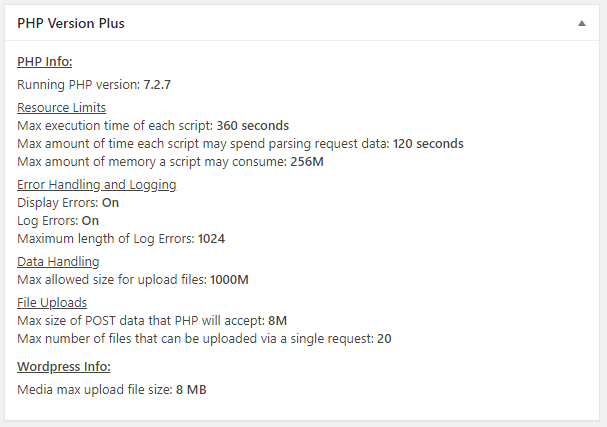 PHP Version Plus
PHP Info:
Running PHP version: 7.2.7
Resource Limits
Max execution time of each script: 360 seconds
Max amount of time each script may spend parsing request data: 120 seconds
Max amount of memory a script may consume: 256M
Error Handling and Logging
Display Errors: On
Log Errors: On
Maximum length of Log Errors: 1024
Data Handling
Max allowed size for upload files: 1000M
File Uploads
Max size of POST data that PHP will accept: 8M
Max number of files that can be uploaded via a single request: 20
Wordpress Info:
Media max upload file size: 8 MB